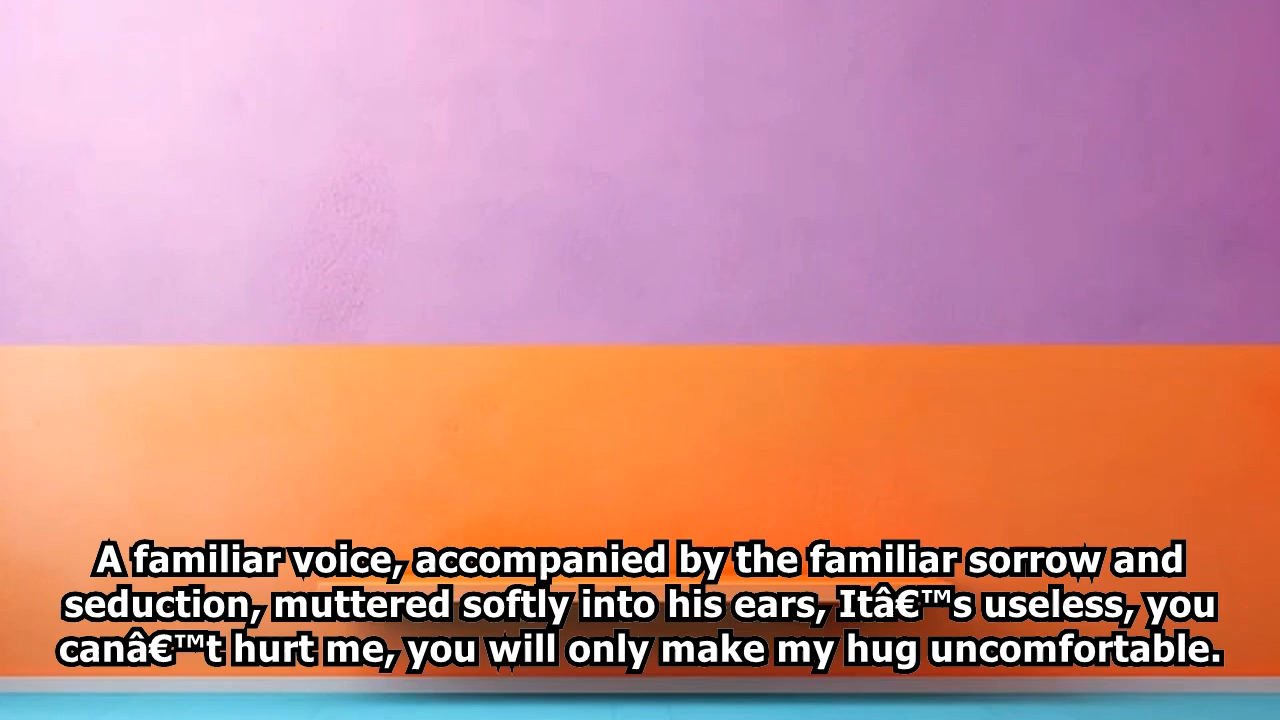 A familiar voice, accompanied by the familiar sorrow and
seduction, muttered softly into his ears, Itâ€™s useless, you
canâ€™t hurt me, you will only make my hug uncomfortable.